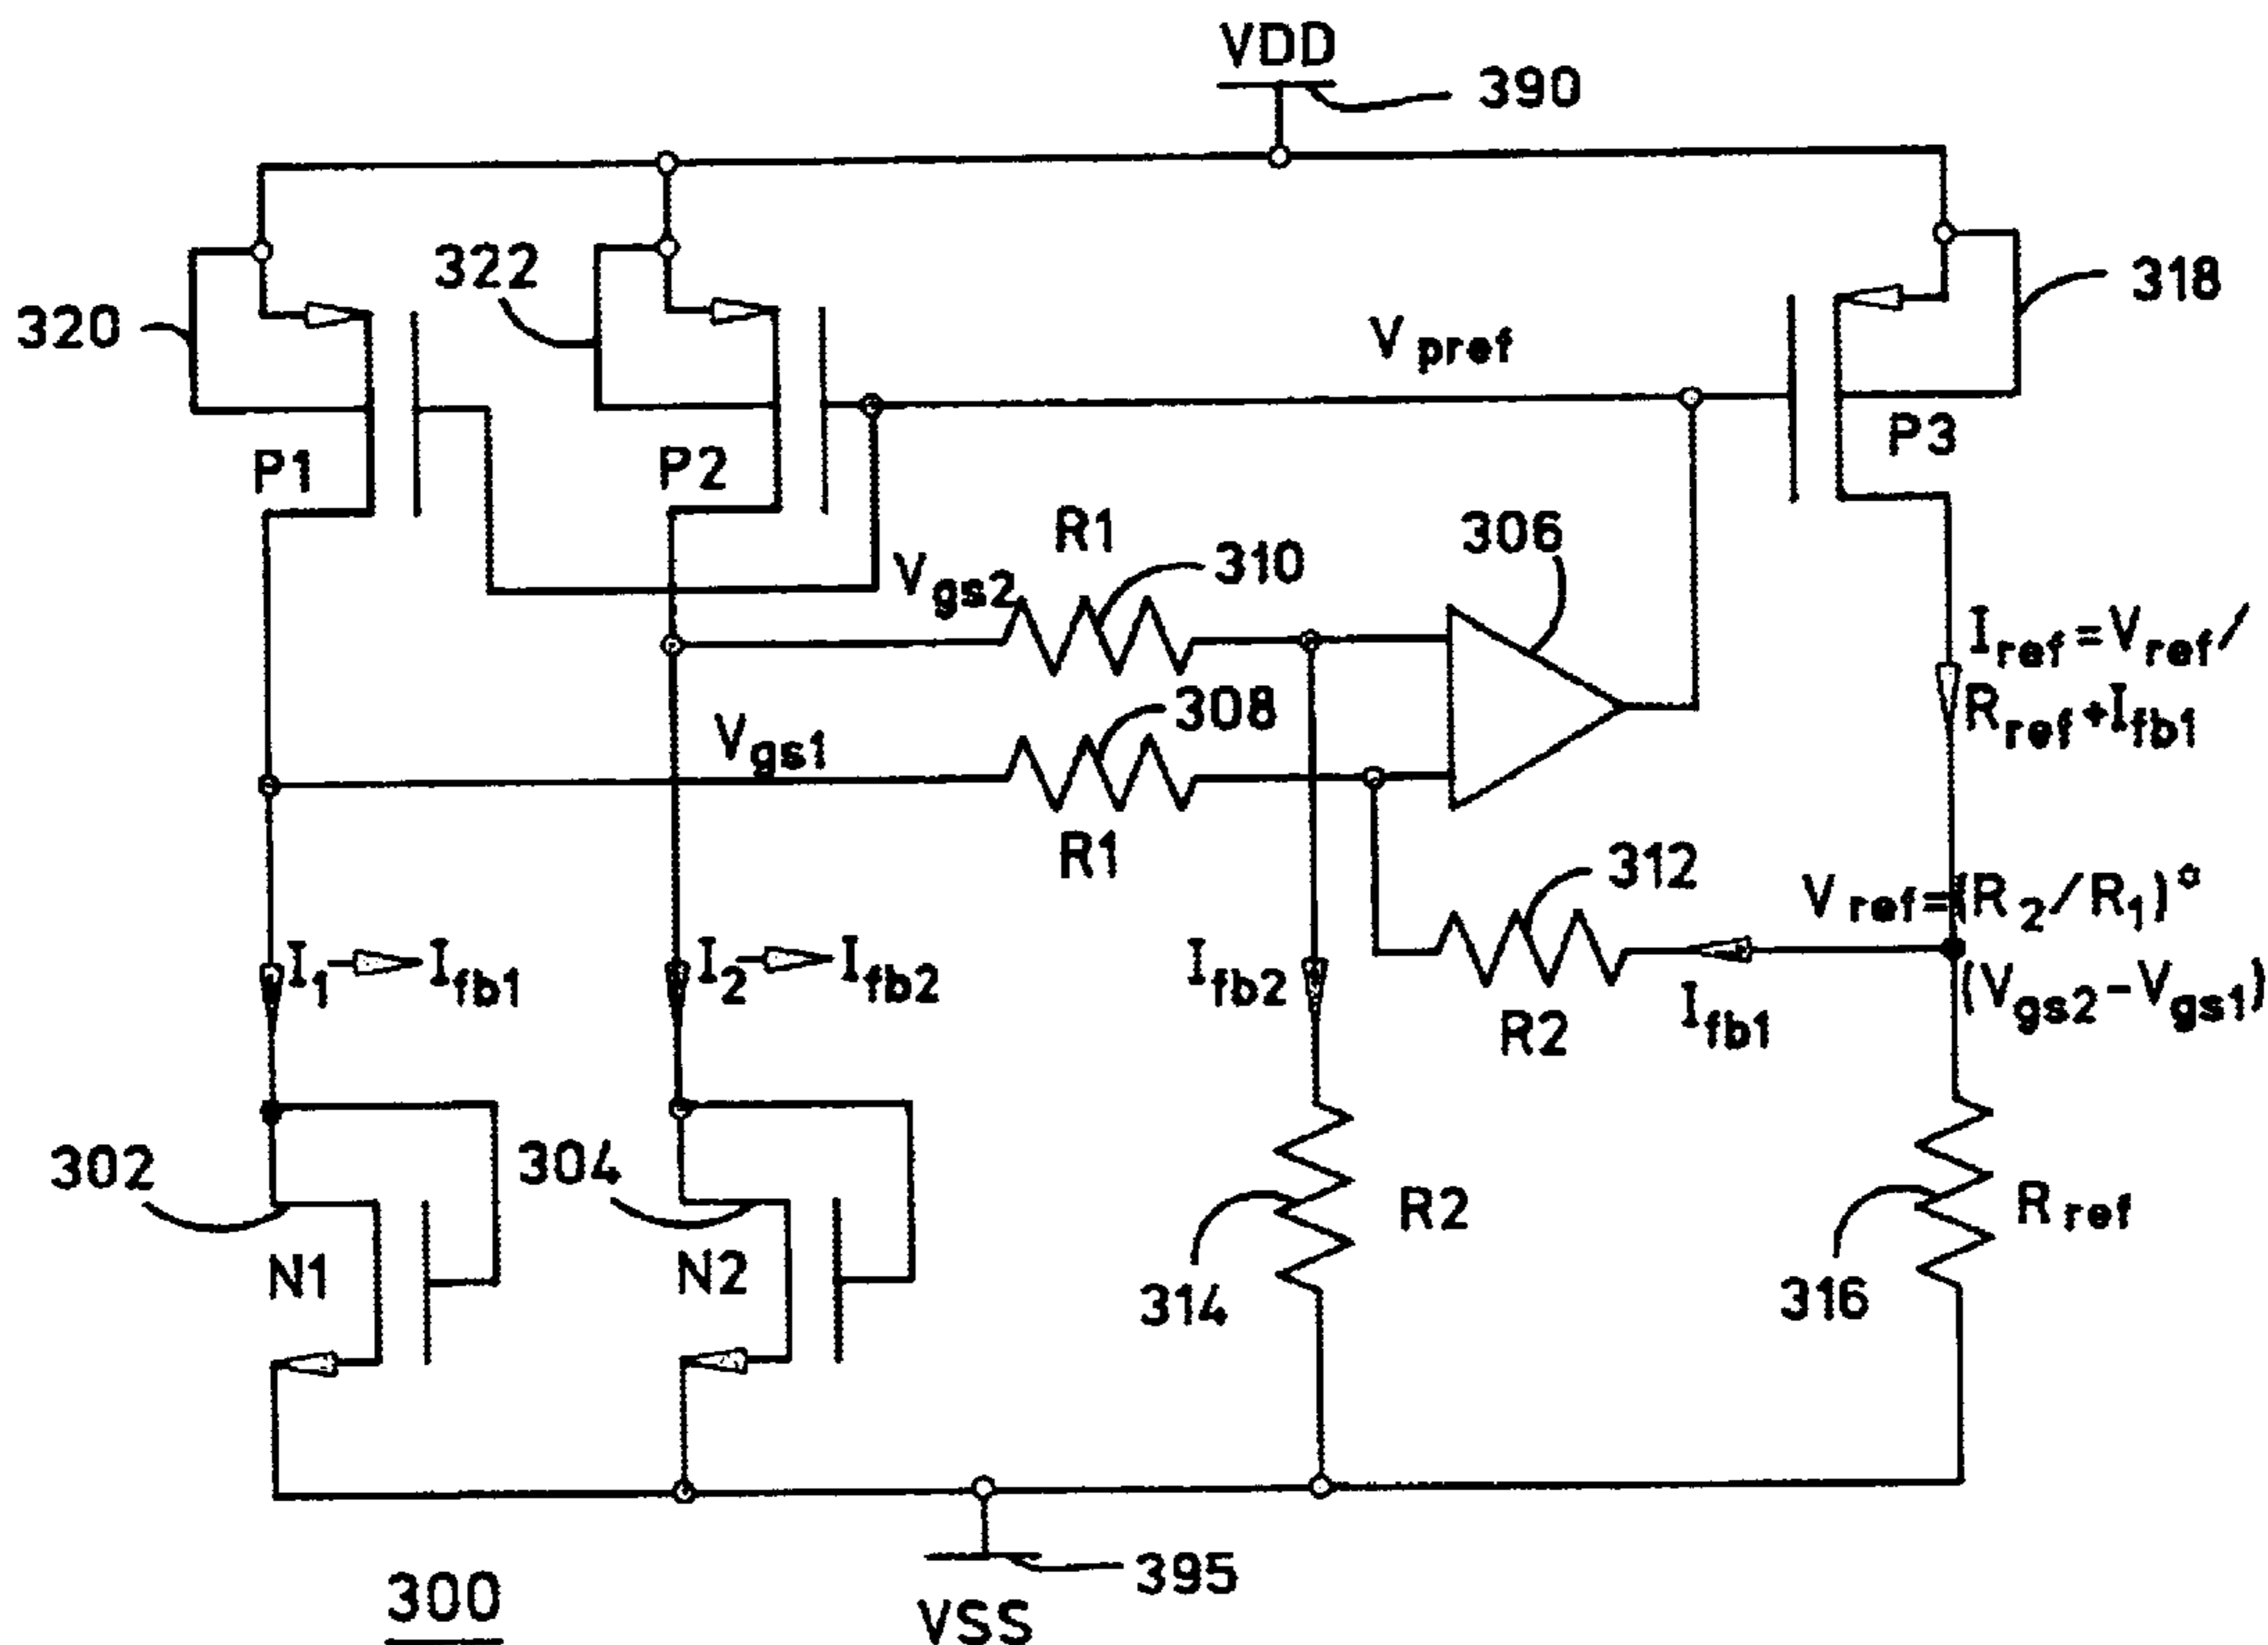 VDD
390
320
322
318
V pref
P1
P2
P3
R1
310
306
Vgs2
308
Vgs1
R1
Iref=Vref/
Rref+Ifb1
312
Vref=(R2/R1)°
(Vgs2-Vgs1)
I1 Ifb1
I2 Ifb2
Ifb2
R2
Ifb1
302
304
N1
N2
314
R2
316
R ref
395
VSS
300